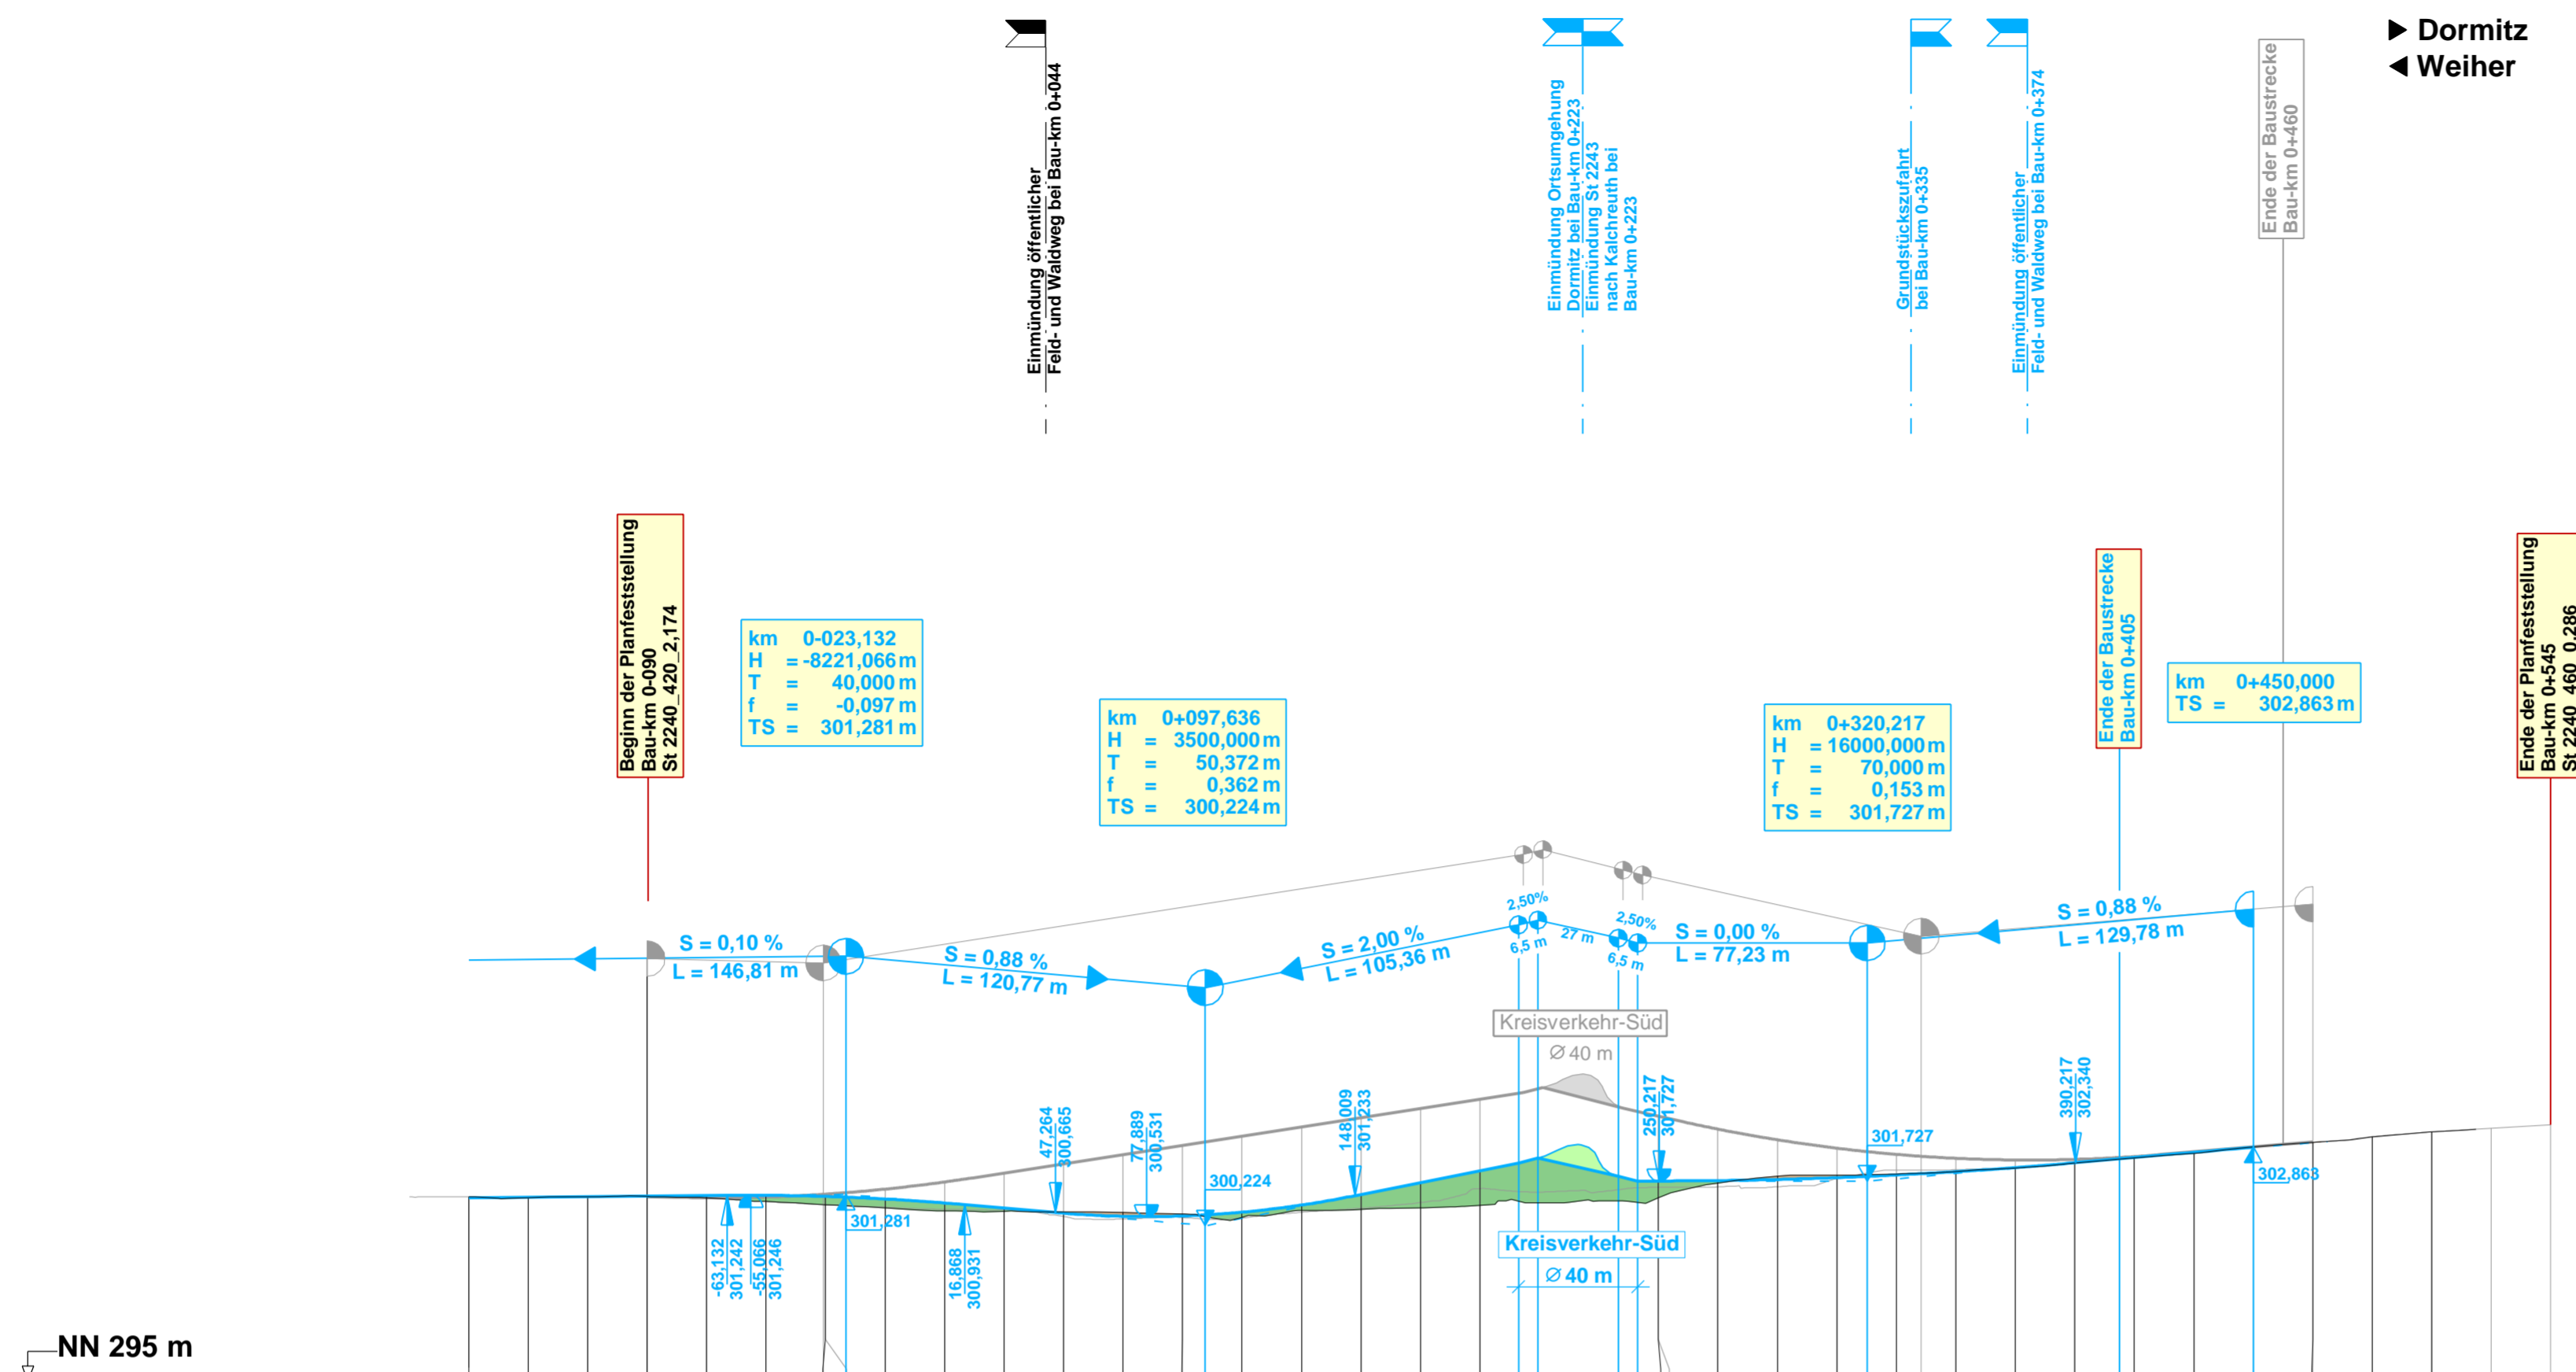 Dormitz
Weiher
Einmündung öffentlicher
Feld- und Waldweg bei Bau-km 0+044
Einmündung Ortsumgehung
Dormitz bei Bau-km 0+223
Einmündung St 2243
nach Kalchreuth bei
Bau-km 0+223
Grundstückszufahrt
bei Bau-km 0+335
Einmündung öffentlicher
Feld- und Waldweg bei Bau-km 0+374
Ende der Baustrecke
Bau-km 0+460
Beginn der Planfeststellung
Bau-km 0-090
St 2240_420_2,174
km 0-023,132
H = -8221,066 m
T = 40,000 m
f = -0,097 m
TS = 301,281 m
km 0+097,636
H = 3500,000 m
T = 50,372 m
f = 0,362 m
TS = 300,224 m
km 0+320,217
H = 16000,000 m
T = 70,000 m
f = 0,153 m
TS = 301,727 m
Ende der Baustrecke
Bau-km 0+405
km 0+450,000
TS = 302,863 m
Ende der Planfeststellung
Bau-km 0+545
St 2240_460_0,286
S = 0,10 %
L = 146,81 m
S = 0,88 %
L = 120,77 m
S = 2,00 %
L = 105,36 m
2,50%
6,5 m
27 m
2,50%
6,5 m
S = 0,00 %
L = 77,23 m
S = 0,88 %
L = 129,78 m
Kreisverkehr-Süd
Ø 40 m
47,264
300,665
77,889
300,531
148,009
301,233
250,217
301,727
390,217
302,340
301,727
300,224
302,863
301,281
-63,132
301,242
-55,066
301,246
16,868
300,931
Kreisverkehr-Süd
Ø 40 m
NN 295 m